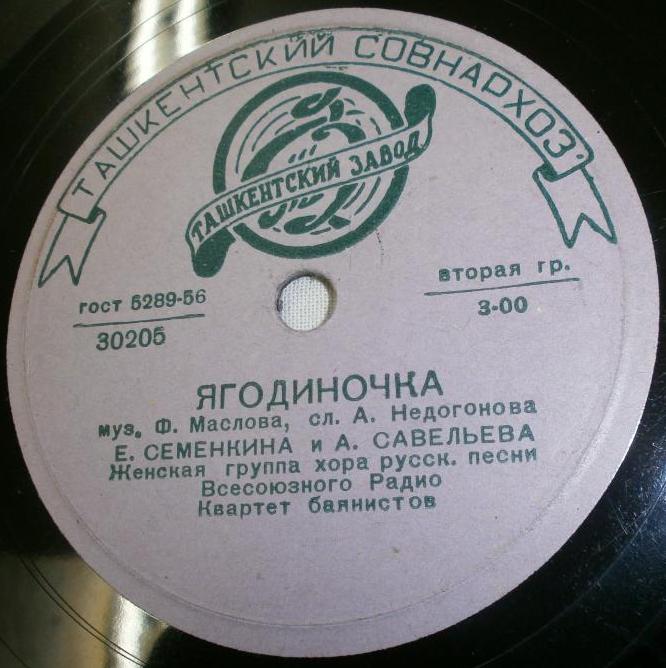 ТАШКЕНТСКИЙ СОВНАРХОЗ
ТАШКЕНТСКИЙ ЗАВОД
гост 5289-56
30205
вторая гр.
3-00
ЯГОДИНОЧКА
муз. Ф. Маслова, сл. А. Недогонова
Е. СЕМЕНКИНА и А. САВЕЛЬЕВА
Женская группа хора русск. песни
Всесоюзного Радио
Квартет баянистов